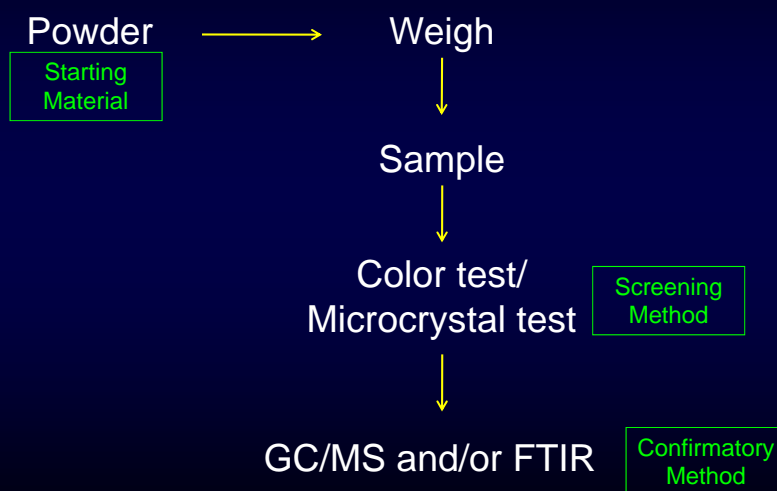 Powder
Weigh
Starting
Material
Sample
Color test/
Microcrystal test
Screening
Method
GC/MS and/or FTIR
Confirmatory
Method